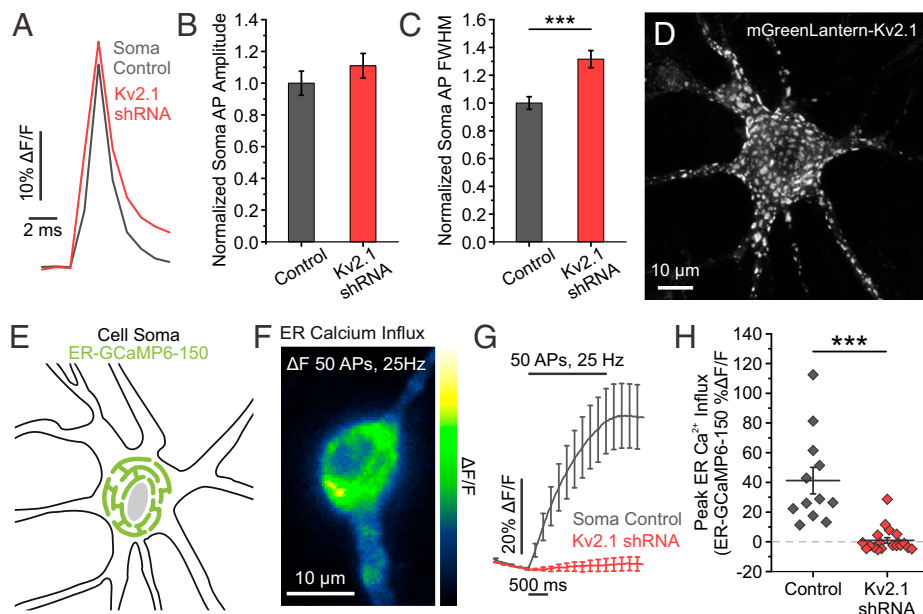 A
Soma
Control
Kv2.1
shRNA
10% ΔF/F
2 ms
B
Normalized Soma AP Amplitude
1.4
1.2
1.0
0.8
0.6
0.4
0.2
0.0
Control
Kv2.1
shRNA
C
***
Normalized Soma AP FWHM
1.6
1.4
1.2
1.0
0.8
0.6
0.4
0.2
0.0
Control
Kv2.1
shRNA
D
mGreenLantern-Kv2.1
10 µm
E
Cell Soma
ER-GCaMP6-150
F
ER Calcium Influx
ΔF 50 APs, 25Hz
10 µm
ΔF/F
G
50 APs, 25 Hz
20% ΔF/F
Soma Control
Kv2.1 shRNA
500 ms
H
***
Peak ER Ca²⁺ Influx
(ER-GCaMP6-150 %ΔF/F
140
120
100
80
60
40
20
0
-20
Control
Kv2.1
shRNA